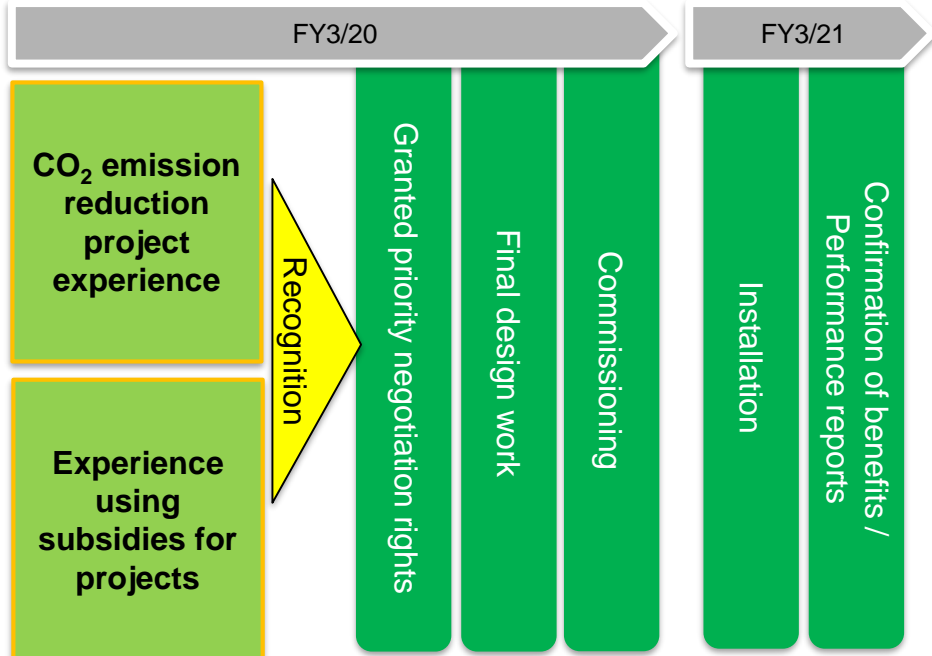 FY3/20
FY3/21
CO₂ emission
reduction
project
experience
Experience
using
subsidies for
projects
Recognition
Granted priority negotiation rights
Final design work
Commissioning
Installation
Confirmation of benefits /
Performance reports